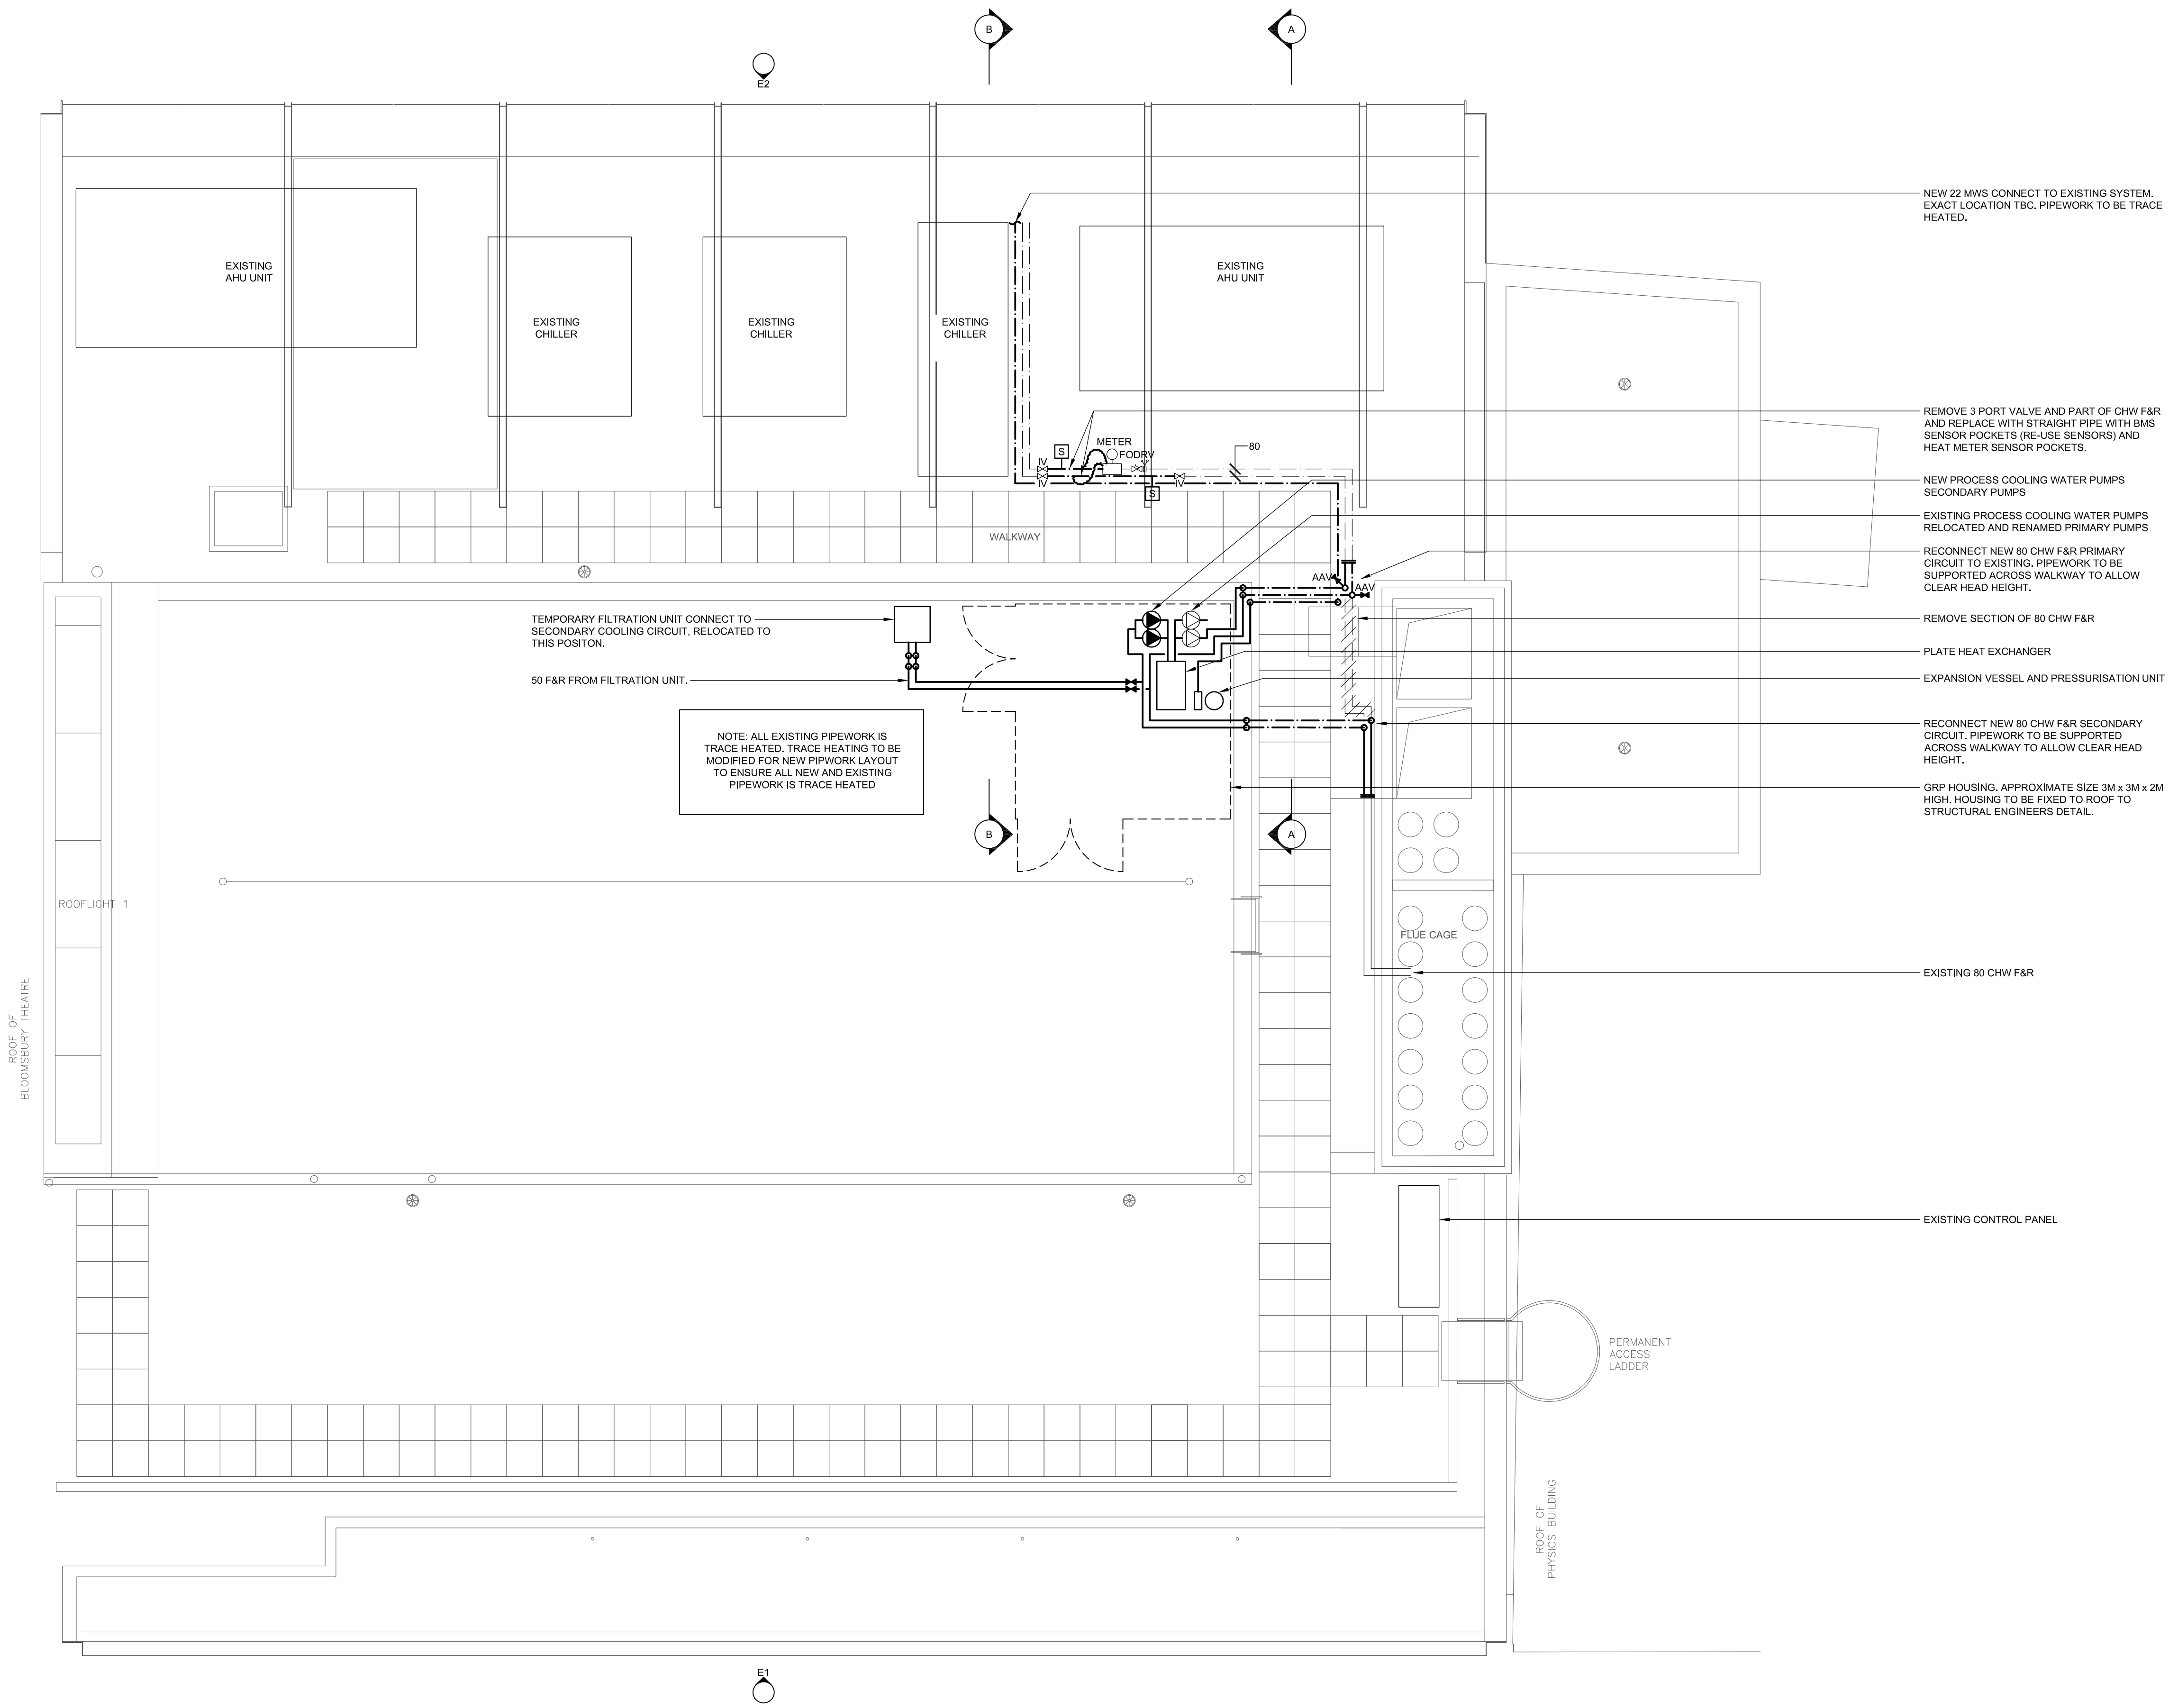 B
A
E2
NEW 22 MWS CONNECT TO EXISTING SYSTEM.
EXACT LOCATION TBC. PIPEWORK TO BE TRACE
HEATED.
EXISTING
AHU UNIT
EXISTING
CHILLER
EXISTING
CHILLER
EXISTING
CHILLER
EXISTING
AHU UNIT
REMOVE 3 PORT VALVE AND PART OF CHW F&R
AND REPLACE WITH STRAIGHT PIPE WITH BMS
SENSOR POCKETS (RE-USE SENSORS) AND
HEAT METER SENSOR POCKETS.
METER
S
FODRV
80
IV
IV
IV
S
NEW PROCESS COOLING WATER PUMPS
SECONDARY PUMPS
EXISTING PROCESS COOLING WATER PUMPS
RELOCATED AND RENAMED PRIMARY PUMPS
WALKWAY
RECONNECT NEW 80 CHW F&R PRIMARY
CIRCUIT TO EXISTING. PIPEWORK TO BE
SUPPORTED ACROSS WALKWAY TO ALLOW
CLEAR HEAD HEIGHT.
AAV
AAV
TEMPORARY FILTRATION UNIT CONNECT TO
SECONDARY COOLING CIRCUIT, RELOCATED TO
THIS POSITON.
REMOVE SECTION OF 80 CHW F&R
PLATE HEAT EXCHANGER
50 F&R FROM FILTRATION UNIT.
EXPANSION VESSEL AND PRESSURISATION UNIT
NOTE: ALL EXISTING PIPEWORK IS
TRACE HEATED. TRACE HEATING TO BE
MODIFIED FOR NEW PIPWORK LAYOUT
TO ENSURE ALL NEW AND EXISTING
PIPEWORK IS TRACE HEATED
RECONNECT NEW 80 CHW F&R SECONDARY
CIRCUIT. PIPEWORK TO BE SUPPORTED
ACROSS WALKWAY TO ALLOW CLEAR HEAD
HEIGHT.
GRP HOUSING. APPROXIMATE SIZE 3M x 3M x 2M
HIGH. HOUSING TO BE FIXED TO ROOF TO
STRUCTURAL ENGINEERS DETAIL.
B
A
ROOFLIGHT 1
FLUE CAGE
EXISTING 80 CHW F&R
ROOF OF
BLOOMSBURY THEATRE
EXISTING CONTROL PANEL
PERMANENT
ACCESS
LADDER
ROOF OF
PHYSICS BUILDING
E1